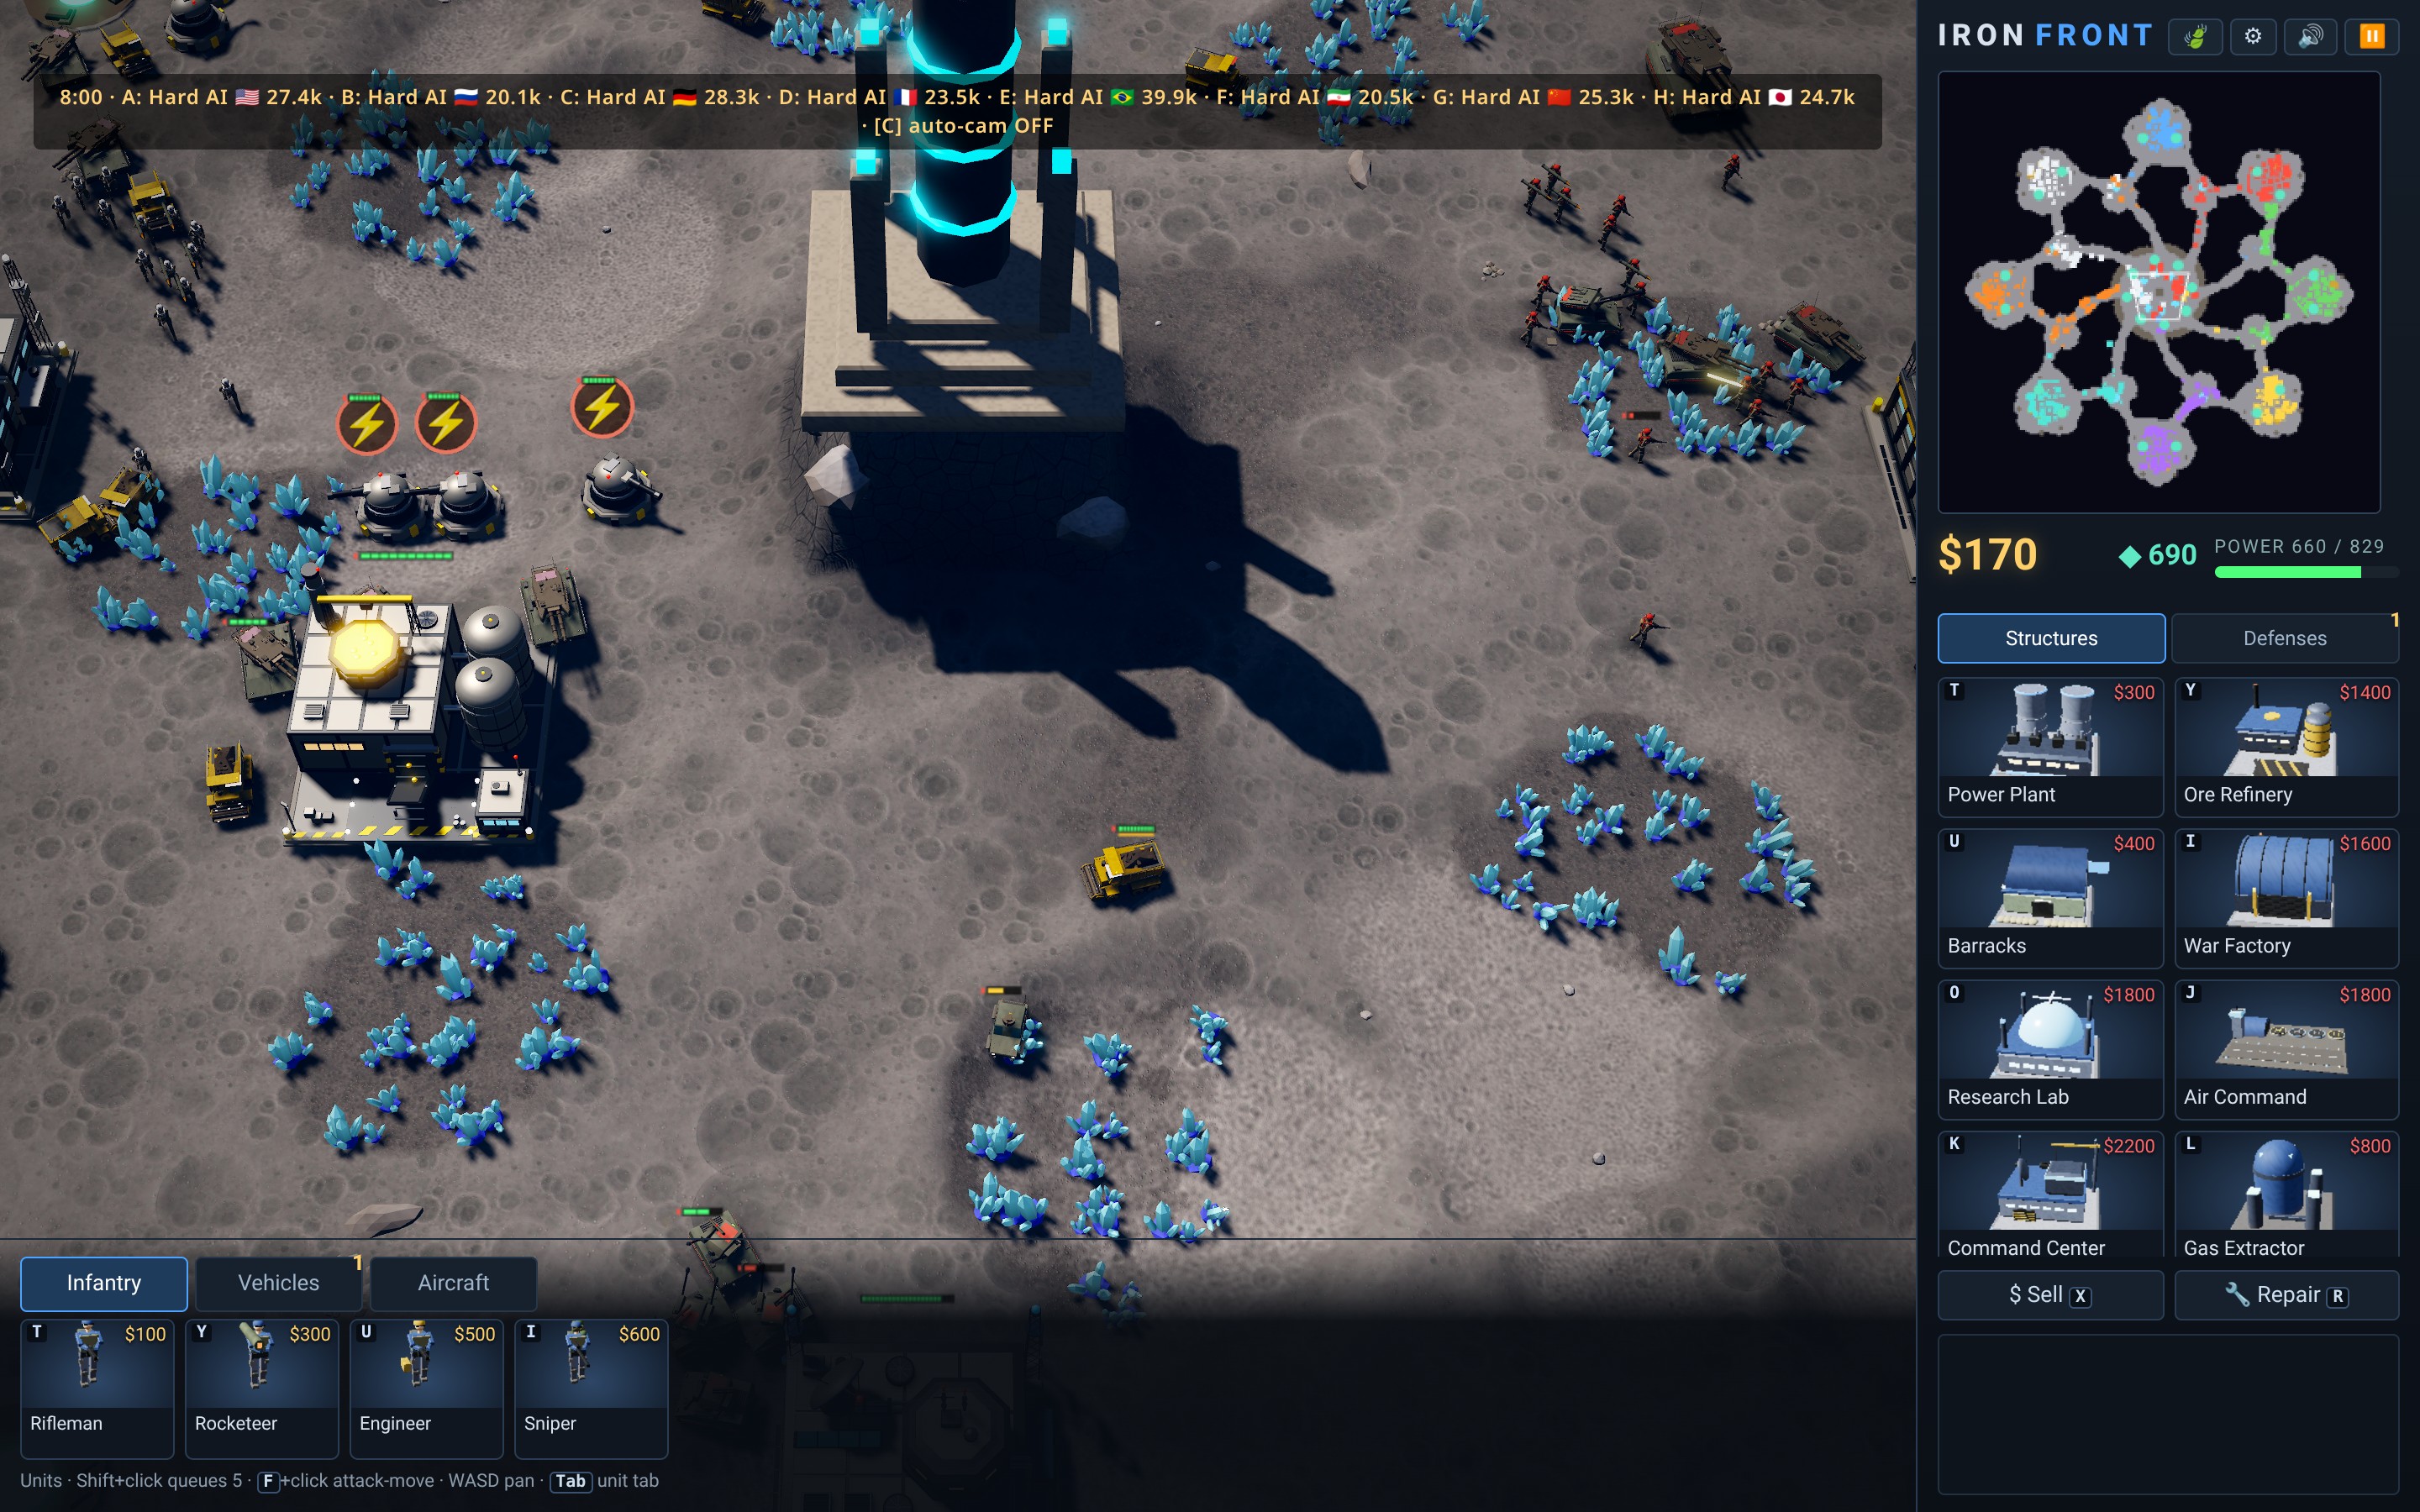 8:00 · A: Hard AI 🇺🇸 27.4k · B: Hard AI 🇷🇺 20.1k · C: Hard AI 🇩🇪 28.3k · D: Hard AI 🇫🇷 23.5k · E: Hard AI 🇧🇷 39.9k · F: Hard AI 🇮🇷 20.5k · G: Hard AI 🇨🇳 25.3k · H: Hard AI 🇯🇵 24.7k
· [C] auto-cam OFF
IRON FRONT
$170
690
POWER 660 / 829
Structures
Defenses 1
T $300
Power Plant
Y $1400
Ore Refinery
U $400
Barracks
I $1600
War Factory
O $1800
Research Lab
J $1800
Air Command
K $2200
Command Center
L $800
Gas Extractor
$ Sell X
Repair R
Infantry
Vehicles 1
Aircraft
T $100
Rifleman
Y $300
Rocketeer
U $500
Engineer
I $600
Sniper
Units · Shift+click queues 5 · F+click attack-move · WASD pan · Tab unit tab